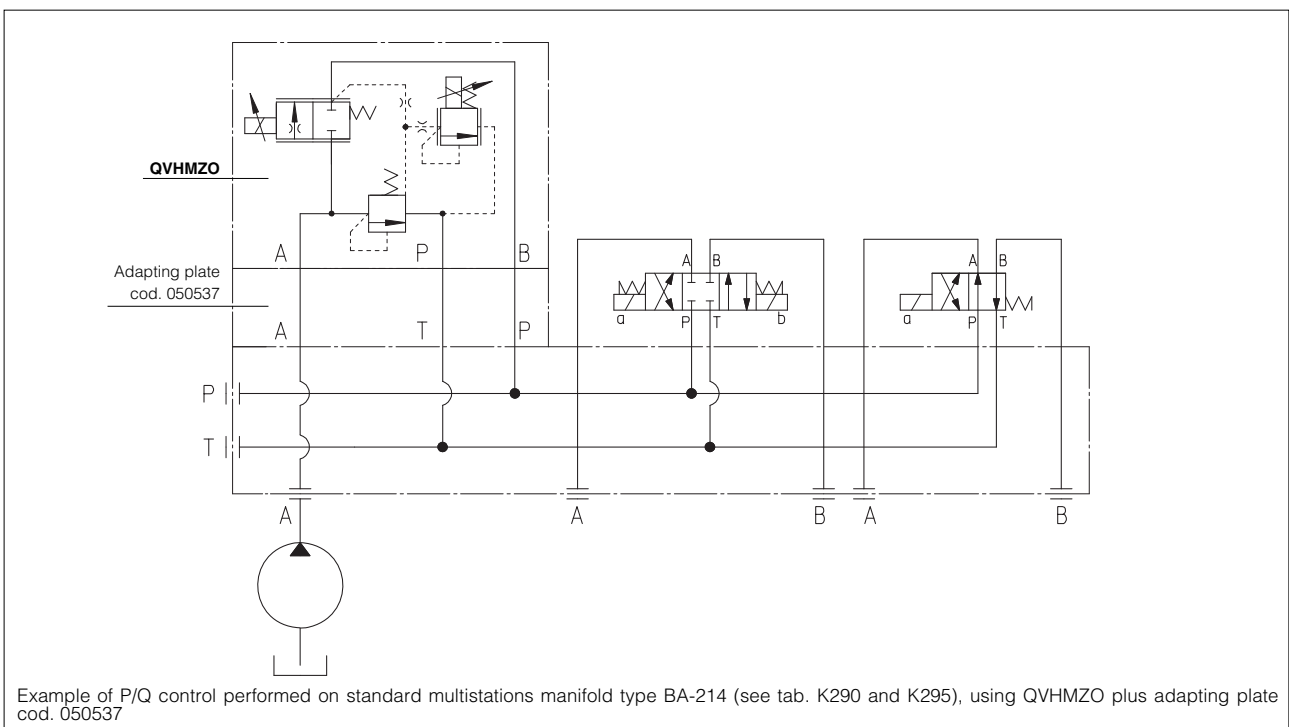 QVHMZO
A P B
Adapting plate
cod. 050537
A T P
A B
a P T b
A B
a P T
P
T
A A B A B
Example of P/Q control performed on standard multistations manifold type BA-214 (see tab. K290 and K295), using QVHMZO plus adapting plate
cod. 050537